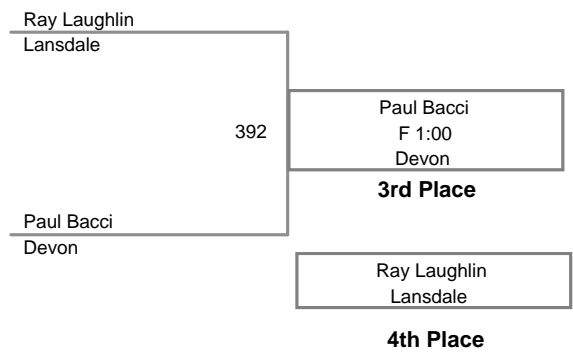 Ray Laughlin
Lansdale
392
Paul Bacci
F 1:00
Devon
3rd Place
Paul Bacci
Devon
Ray Laughlin
Lansdale
4th Place